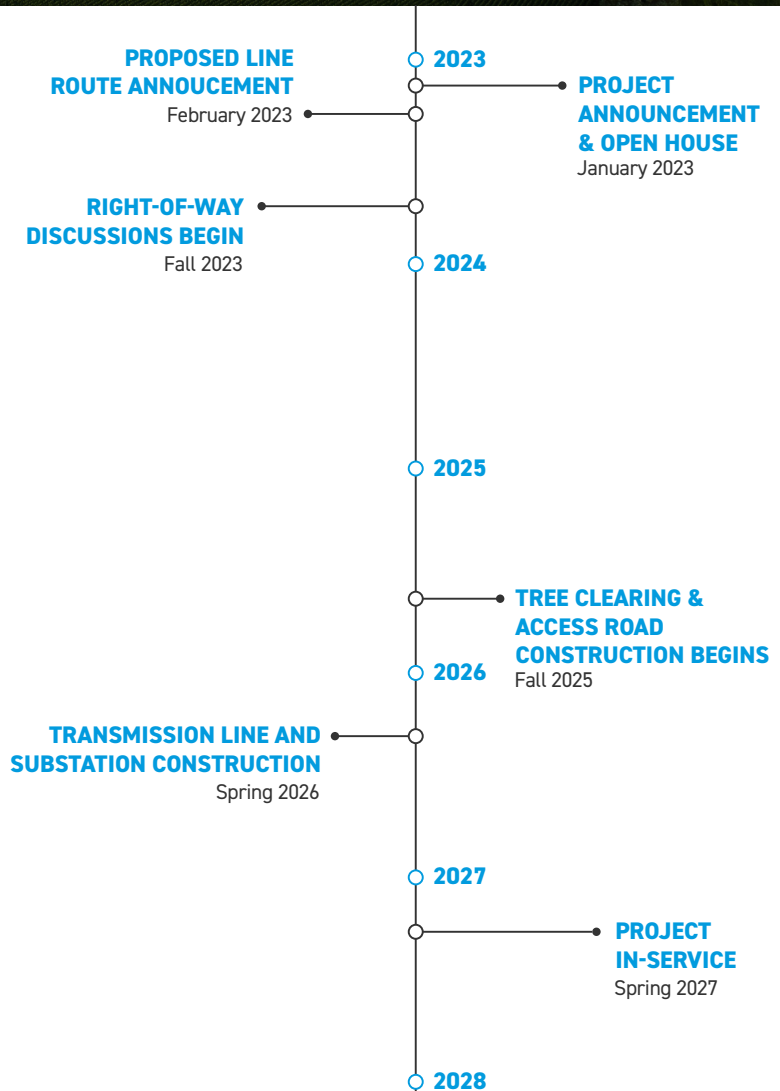 2023
PROJECT
ANNOUNCEMENT
& OPEN HOUSE
January 2023
PROPOSED LINE
ROUTE ANNOUCEMENT
February 2023
RIGHT-OF-WAY
DISCUSSIONS BEGIN
Fall 2023
2024
2025
TREE CLEARING &
ACCESS ROAD
CONSTRUCTION BEGINS
Fall 2025
2026
TRANSMISSION LINE AND
SUBSTATION CONSTRUCTION
Spring 2026
2027
PROJECT
IN-SERVICE
Spring 2027
2028